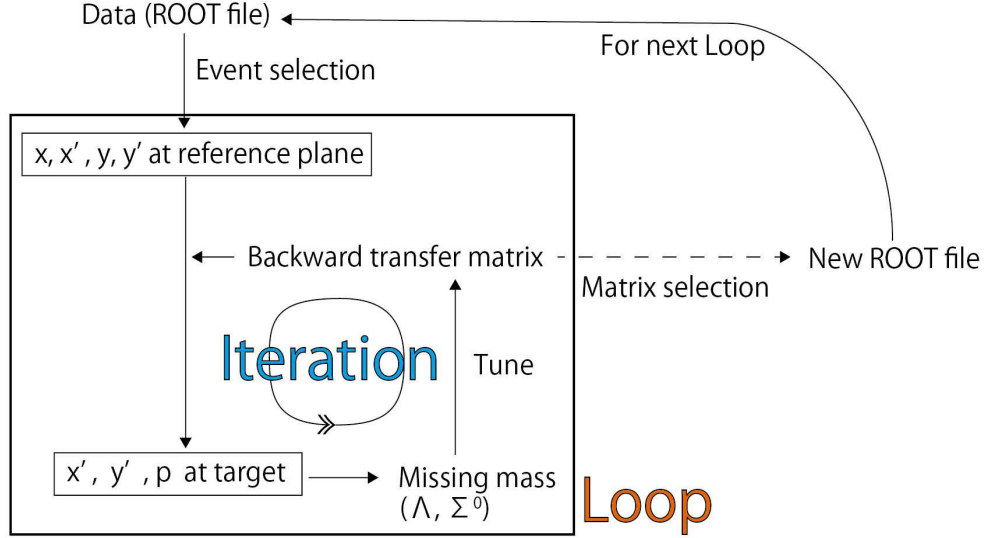 Data (ROOT file)
For next Loop
Event selection
x, x′ , y, y′ at reference plane
Backward transfer matrix
New ROOT file
Matrix selection
Iteration
Tune
x′ , y′ , p at target
Missing mass
( Λ , Σ⁰)
Loop